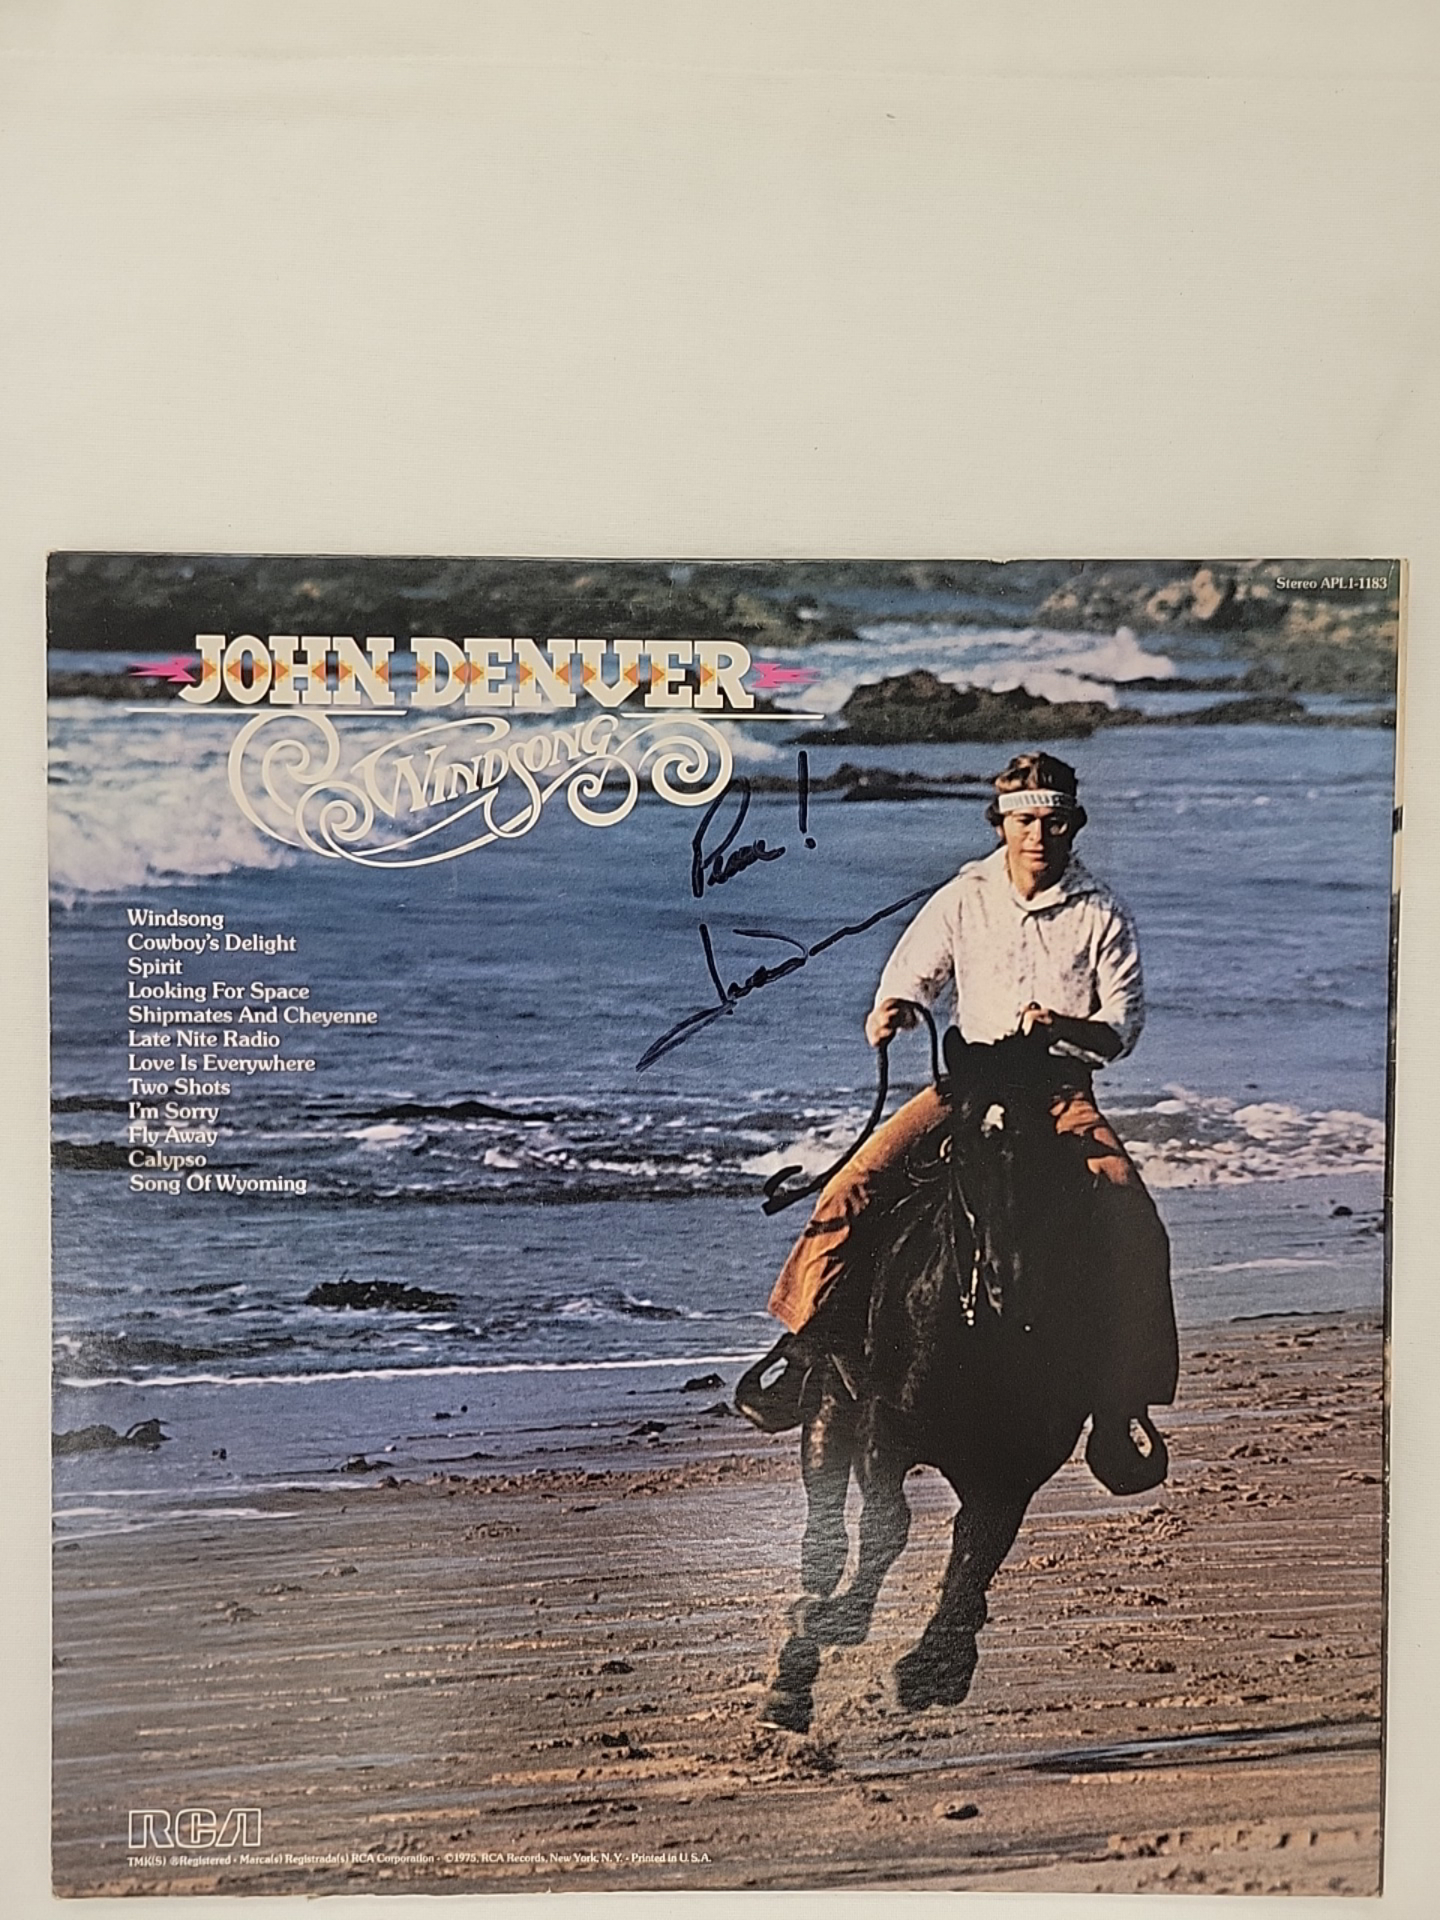 Stereo APL1-1183
JOHN DENVER
WINDSONG
Peace!
Windsong
Cowboy's Delight
Spirit
Looking For Space
Shipmates And Cheyenne
Late Nite Radio
Love Is Everywhere
Two Shots
I'm Sorry
Fly Away
Calypso
Song Of Wyoming
RCA
TMK(S) ®Registered • Marca(s) Registrada(s) RCA Corporation • ©1975, RCA Records, New York, N.Y. • Printed in U.S.A.